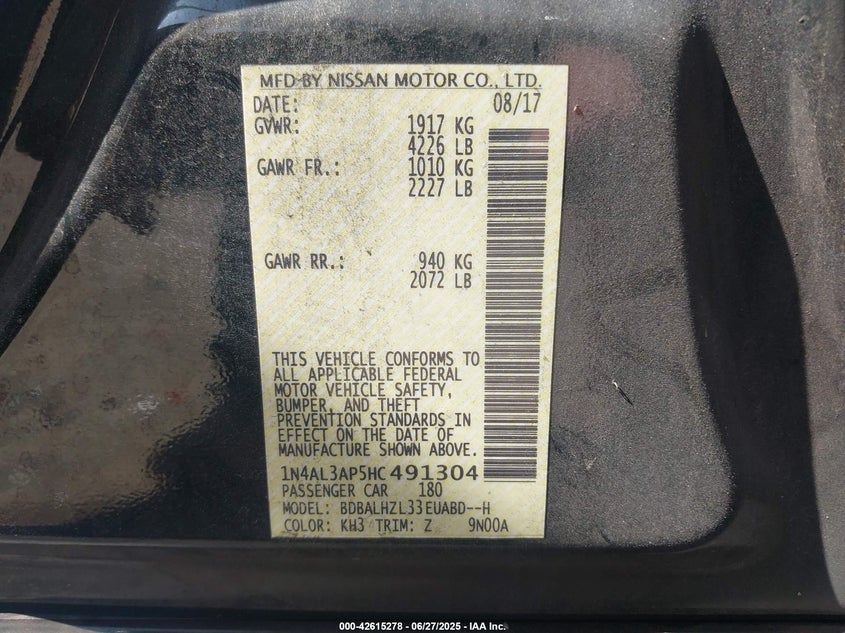 MFD BY NISSAN MOTOR CO., LTD.
DATE: 08/17
GVWR: 1917 KG
4226 LB
GAWR FR.: 1010 KG
2227 LB
GAWR RR.: 940 KG
2072 LB
THIS VEHICLE CONFORMS TO
ALL APPLICABLE FEDERAL
MOTOR VEHICLE SAFETY,
BUMPER, AND THEFT
PREVENTION STANDARDS IN
EFFECT ON THE DATE OF
MANUFACTURE SHOWN ABOVE.
1N4AL3AP5HC491304
PASSENGER CAR 180
MODEL: BDBALHZL33EUABD--H
COLOR: KH3 TRIM: Z 9N00A
000-42615278 | 06/27/2025 - IAA Inc.